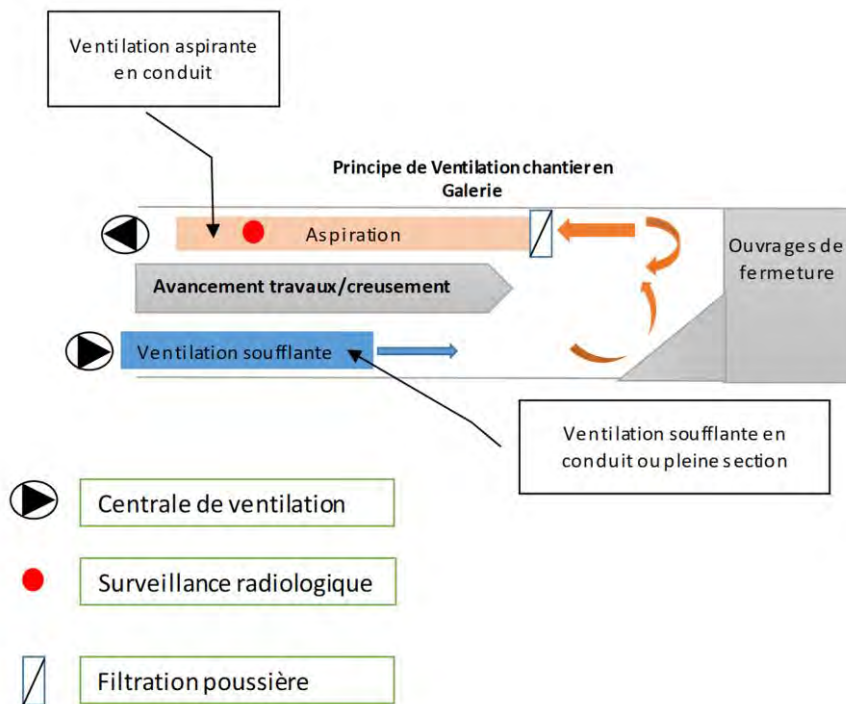 Ventilation aspirante
en conduit
Principe de Ventilation chantier en
Galerie
Aspiration
Ouvrages de
fermeture
Avancement travaux/creusement
Ventilation soufflante
Ventilation soufflante en
conduit ou pleine section
Centrale de ventilation
Surveillance radiologique
Filtration poussière